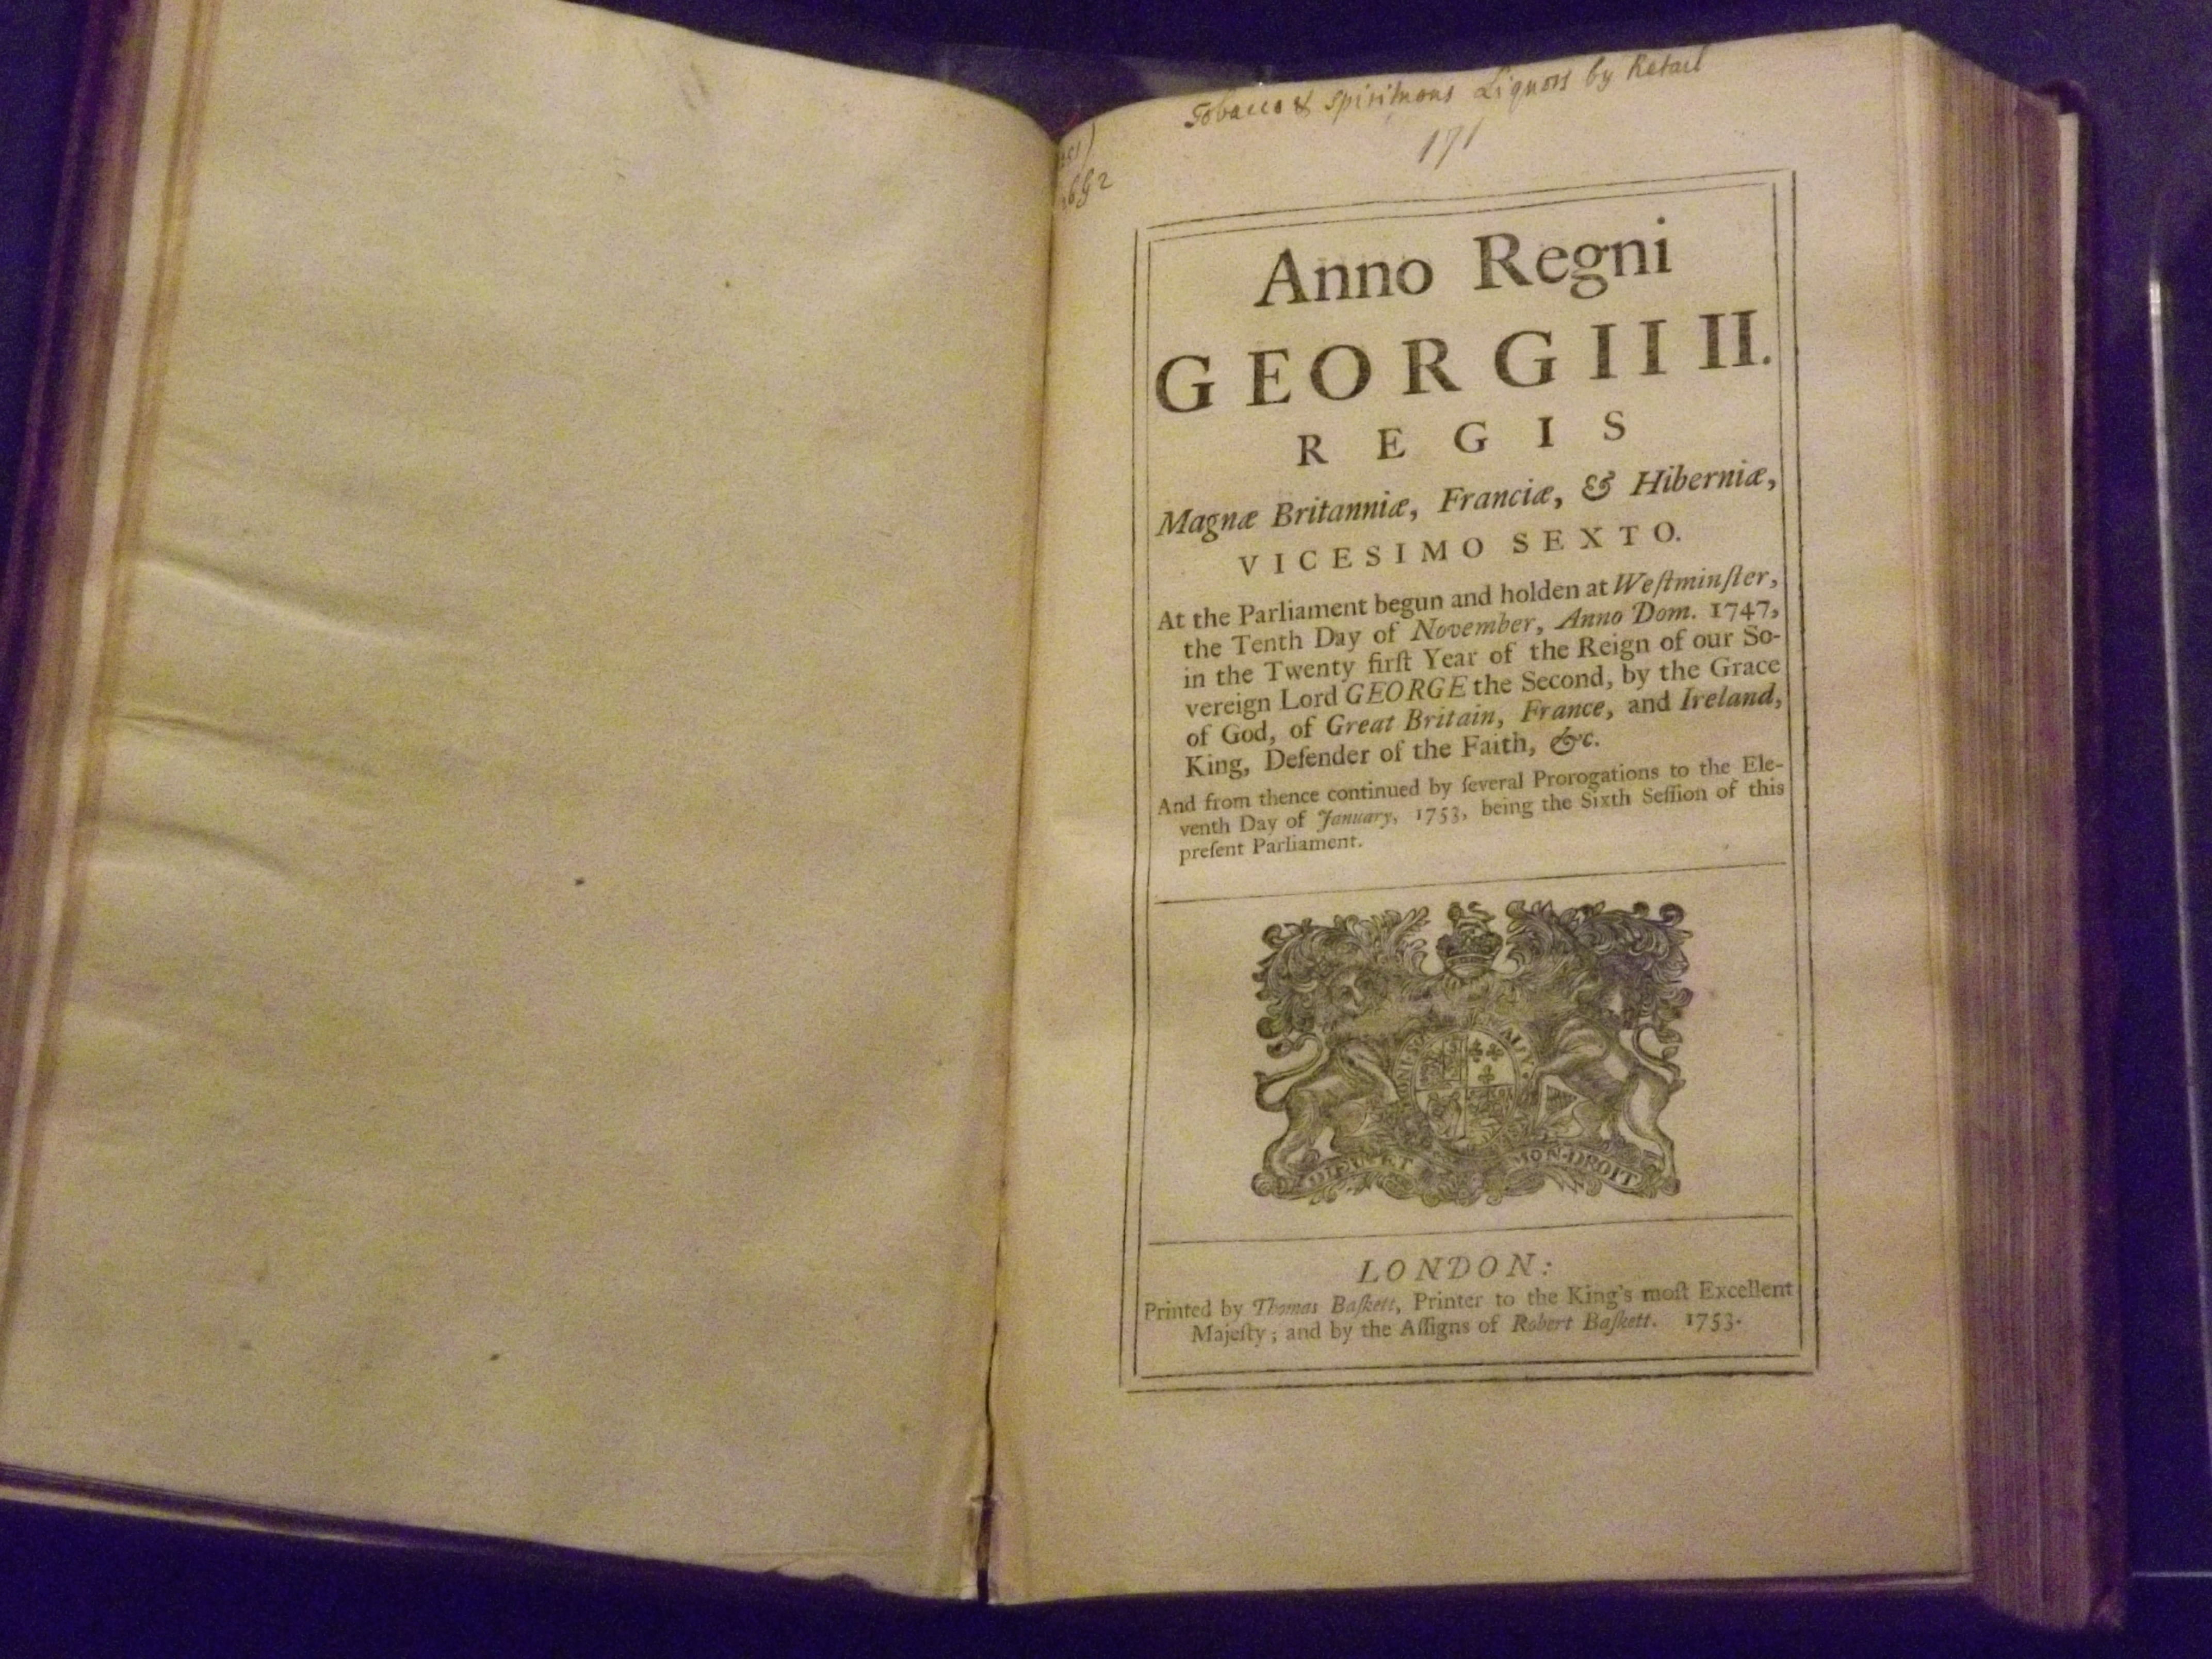 Tobacco & Spirituous Liquors by Retail
171
Anno Regni
GEORGII II.
REGIS
Magnæ Britanniæ, Franciæ, & Hiberniæ,
VICESIMO SEXTO.
At the Parliament begun and holden at Weſtminſter,
the Tenth Day of November, Anno Dom. 1747,
in the Twenty firſt Year of the Reign of our So-
vereign Lord GEORGE the Second, by the Grace
of God, of Great Britain, France, and Ireland,
King, Defender of the Faith, &c.
And from thence continued by ſeveral Prorogations to the Ele-
venth Day of January, 1753, being the Sixth Seſſion of this
preſent Parliament.
MON DROIT
LONDON:
Printed by Thomas Baſkett, Printer to the King's moſt Excellent
Majeſty; and by the Aſſigns of Robert Baſkett. 1753.